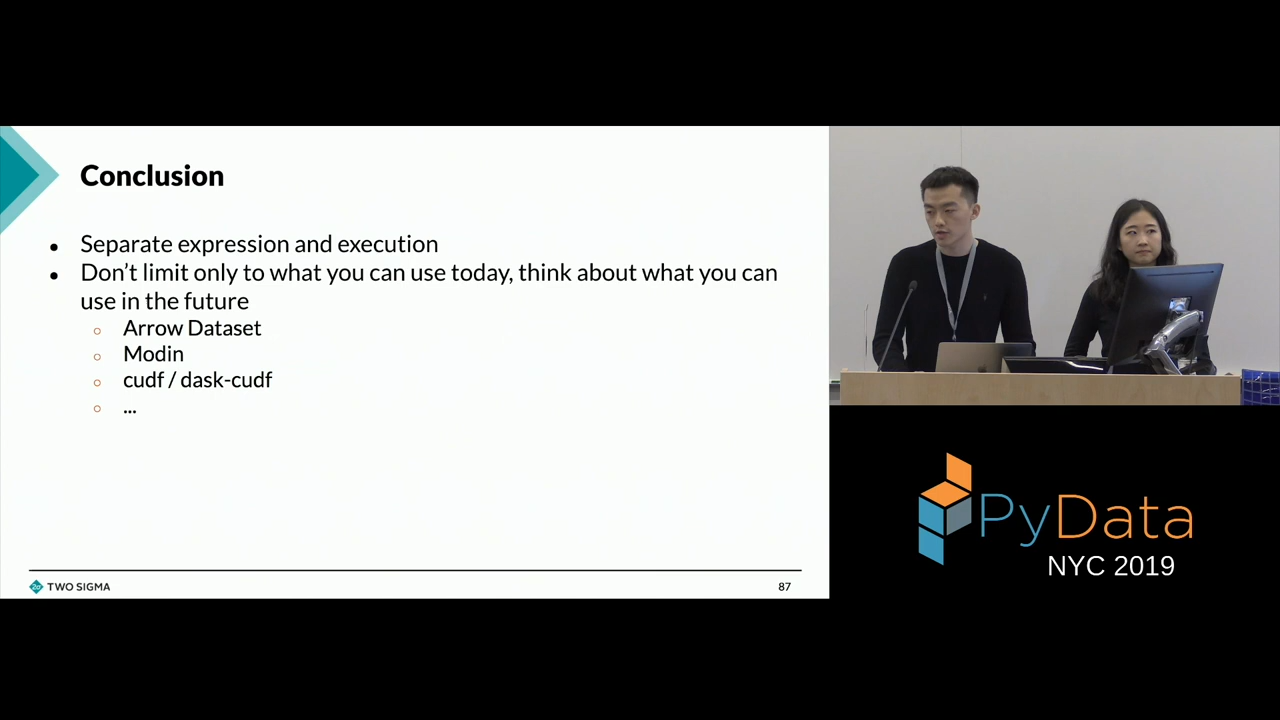 Conclusion
● Separate expression and execution
● Don’t limit only to what you can use today, think about what you can
use in the future
○ Arrow Dataset
○ Modin
○ cudf / dask-cudf
○ ...
TWO SIGMA
87
PyData
NYC 2019